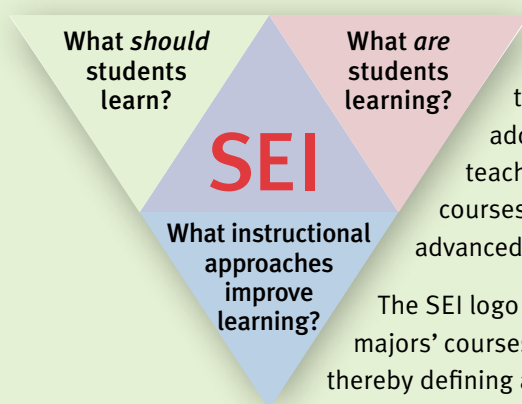 What should
students
learn?
What are
students
learning?
SEI
What instructional
approaches
improve
learning?
teach
courses
advanced
The SEI logo
majors’ courses
thereby defining